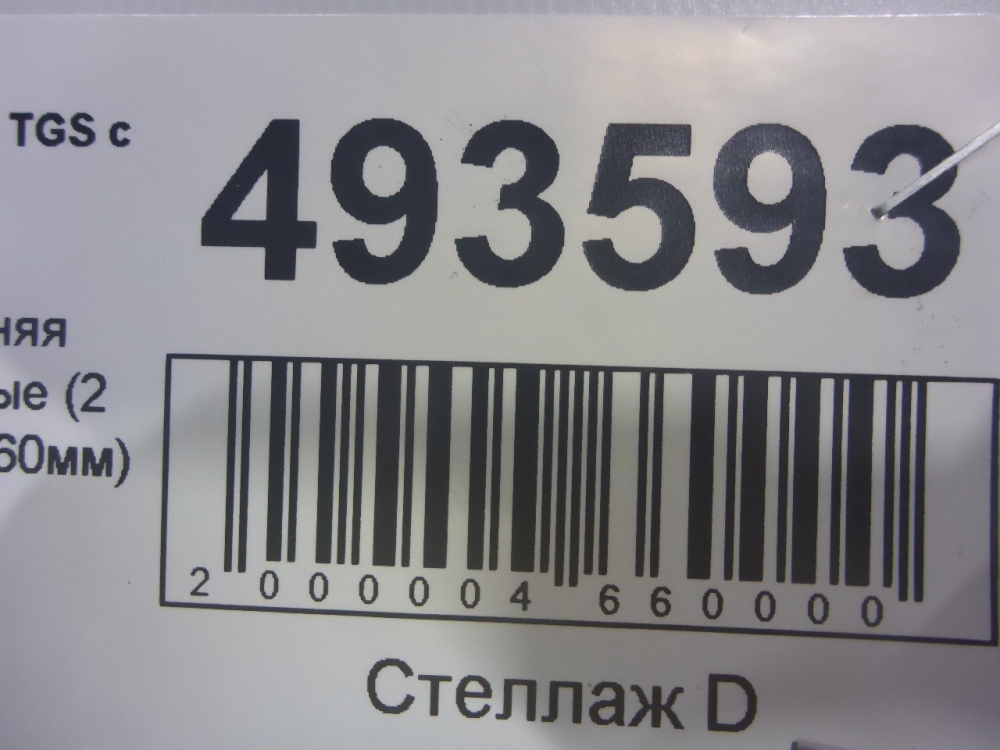 TGS с
493593
няя
ые (2
60мм)
2 000004 660000
Стеллаж D